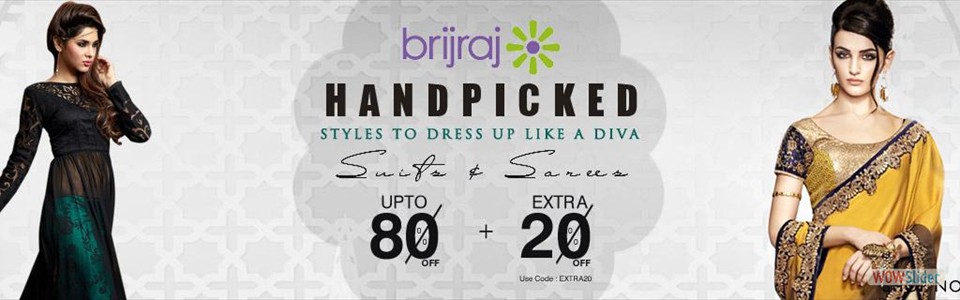 brijraj
HANDPICKED
STYLES TO DRESS UP LIKE A DIVA
Suits & Sarees
UPTO
80%
OFF
+
EXTRA
20%
OFF
Use Code : EXTRA20
WOWSlider